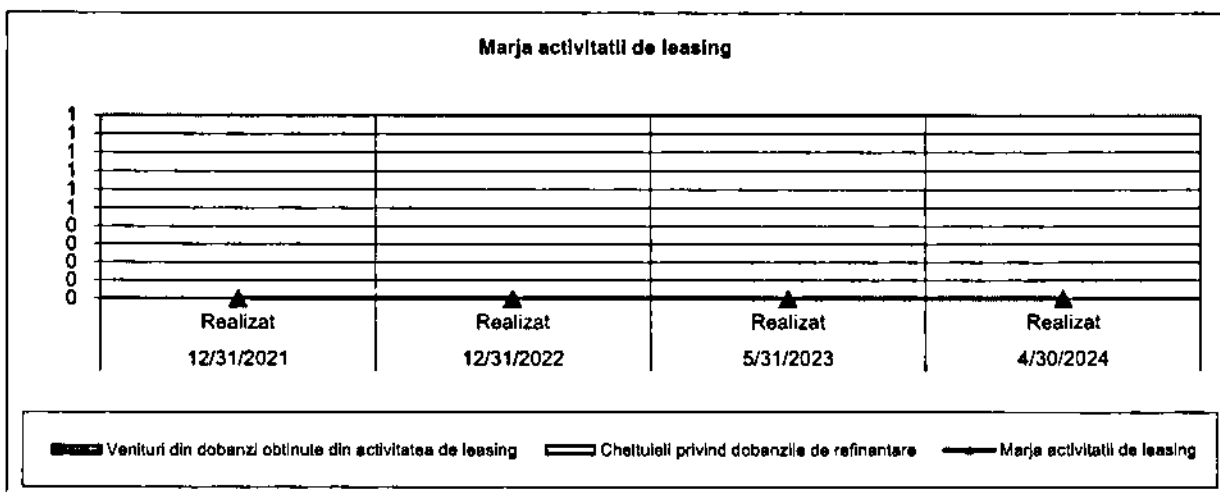 Marja activitatii de leasing
1
1
1
1
1
1
0
0
0
0
0
Realizat Realizat Realizat Realizat
12/31/2021 12/31/2022 5/31/2023 4/30/2024
Venituri din dobanzi obtinute din activitatea de leasing Cheltuieli privind dobanzile de refinantare Marja activitatii de leasing